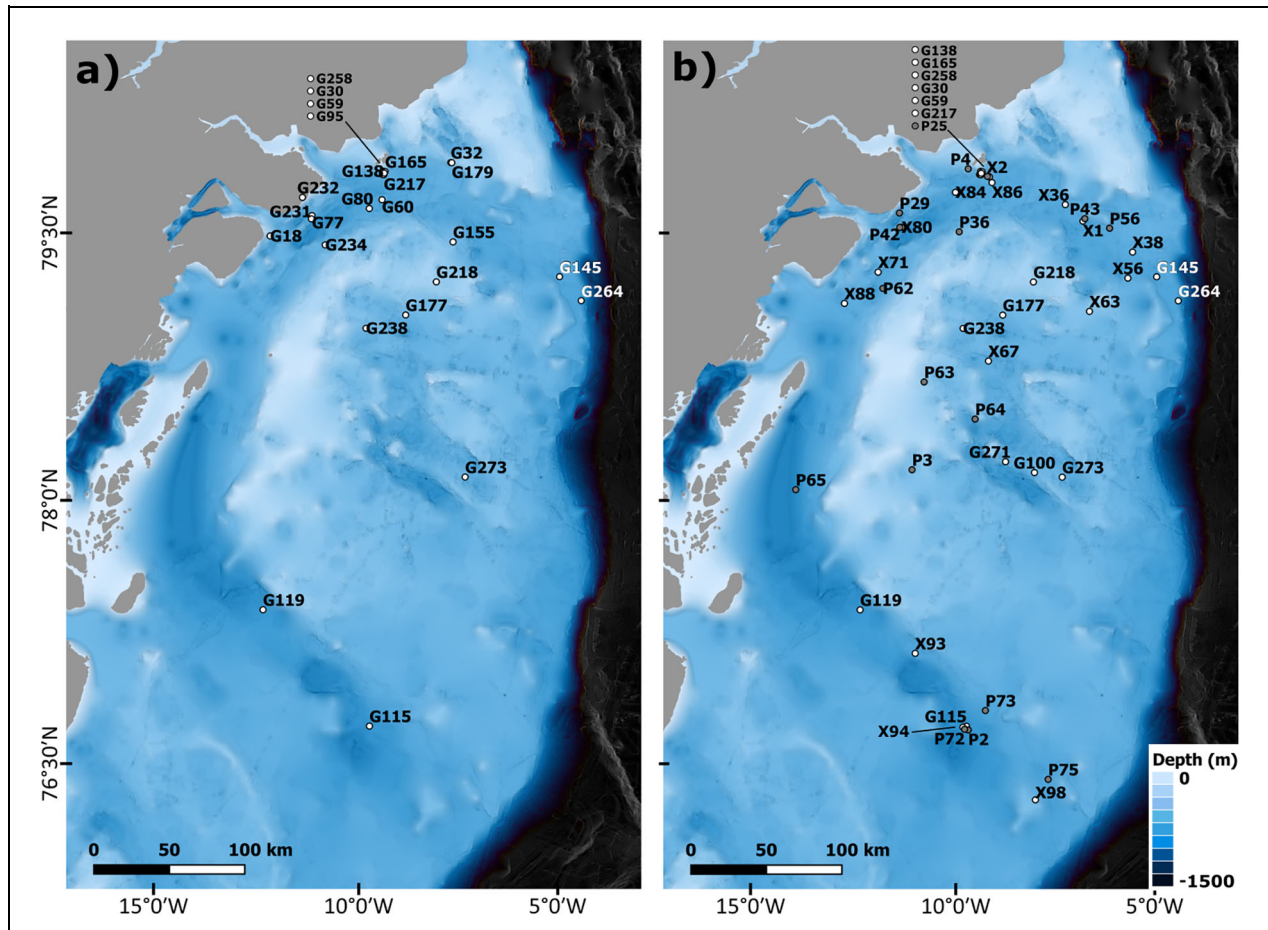 a)
G258
G30
G59
G95
G165
G138
G217
G32
G179
G232
G80
G60
G231
G77
G18
G234
G155
G218
G145
G264
G177
G238
G273
G119
G115
79°30'N
78°0'N
76°30'N
0 50 100 km
15°0'W 10°0'W 5°0'W
b)
G138
G165
G258
G30
G59
G217
P25
P4
X2
X84
X86
X36
P29
P43
P56
P42
X80
P36
X1
X38
X71
P62
G218
X56
G145
X88
G177
X63
G264
G238
X67
P63
P64
G271
G100
G273
P3
P65
G119
X93
P73
G115
X94
P72
P2
P75
X98
Depth (m)
0
-1500
0 50 100 km
15°0'W 10°0'W 5°0'W